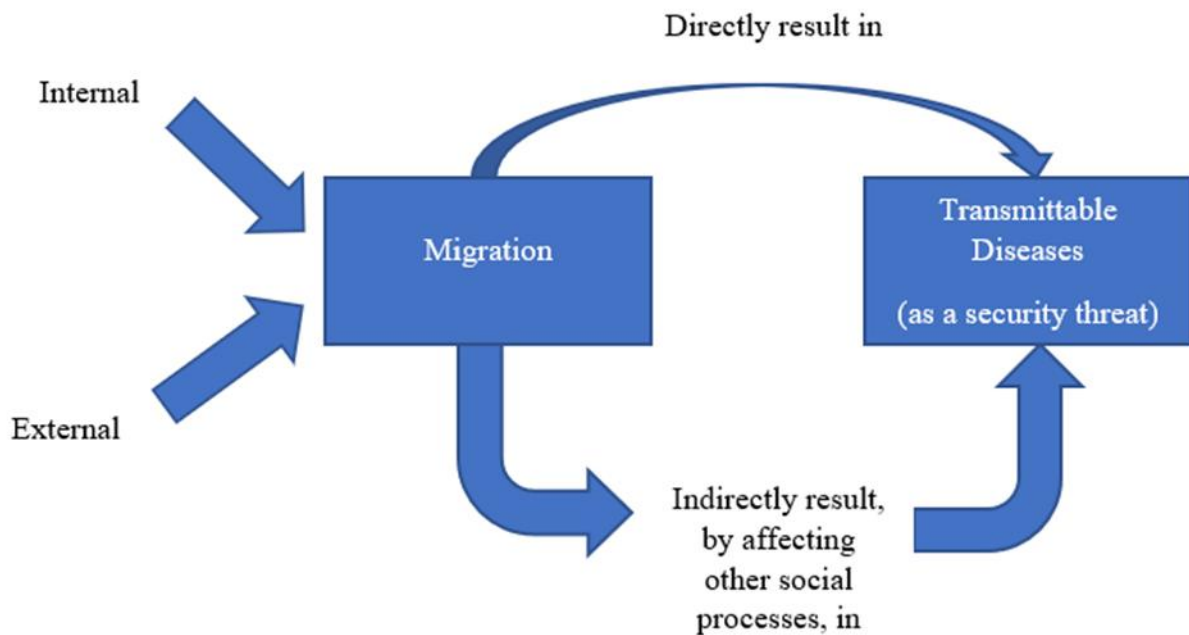 Directly result in
Internal
Migration
Transmittable
Diseases
(as a security threat)
External
Indirectly result,
by affecting
other social
processes, in